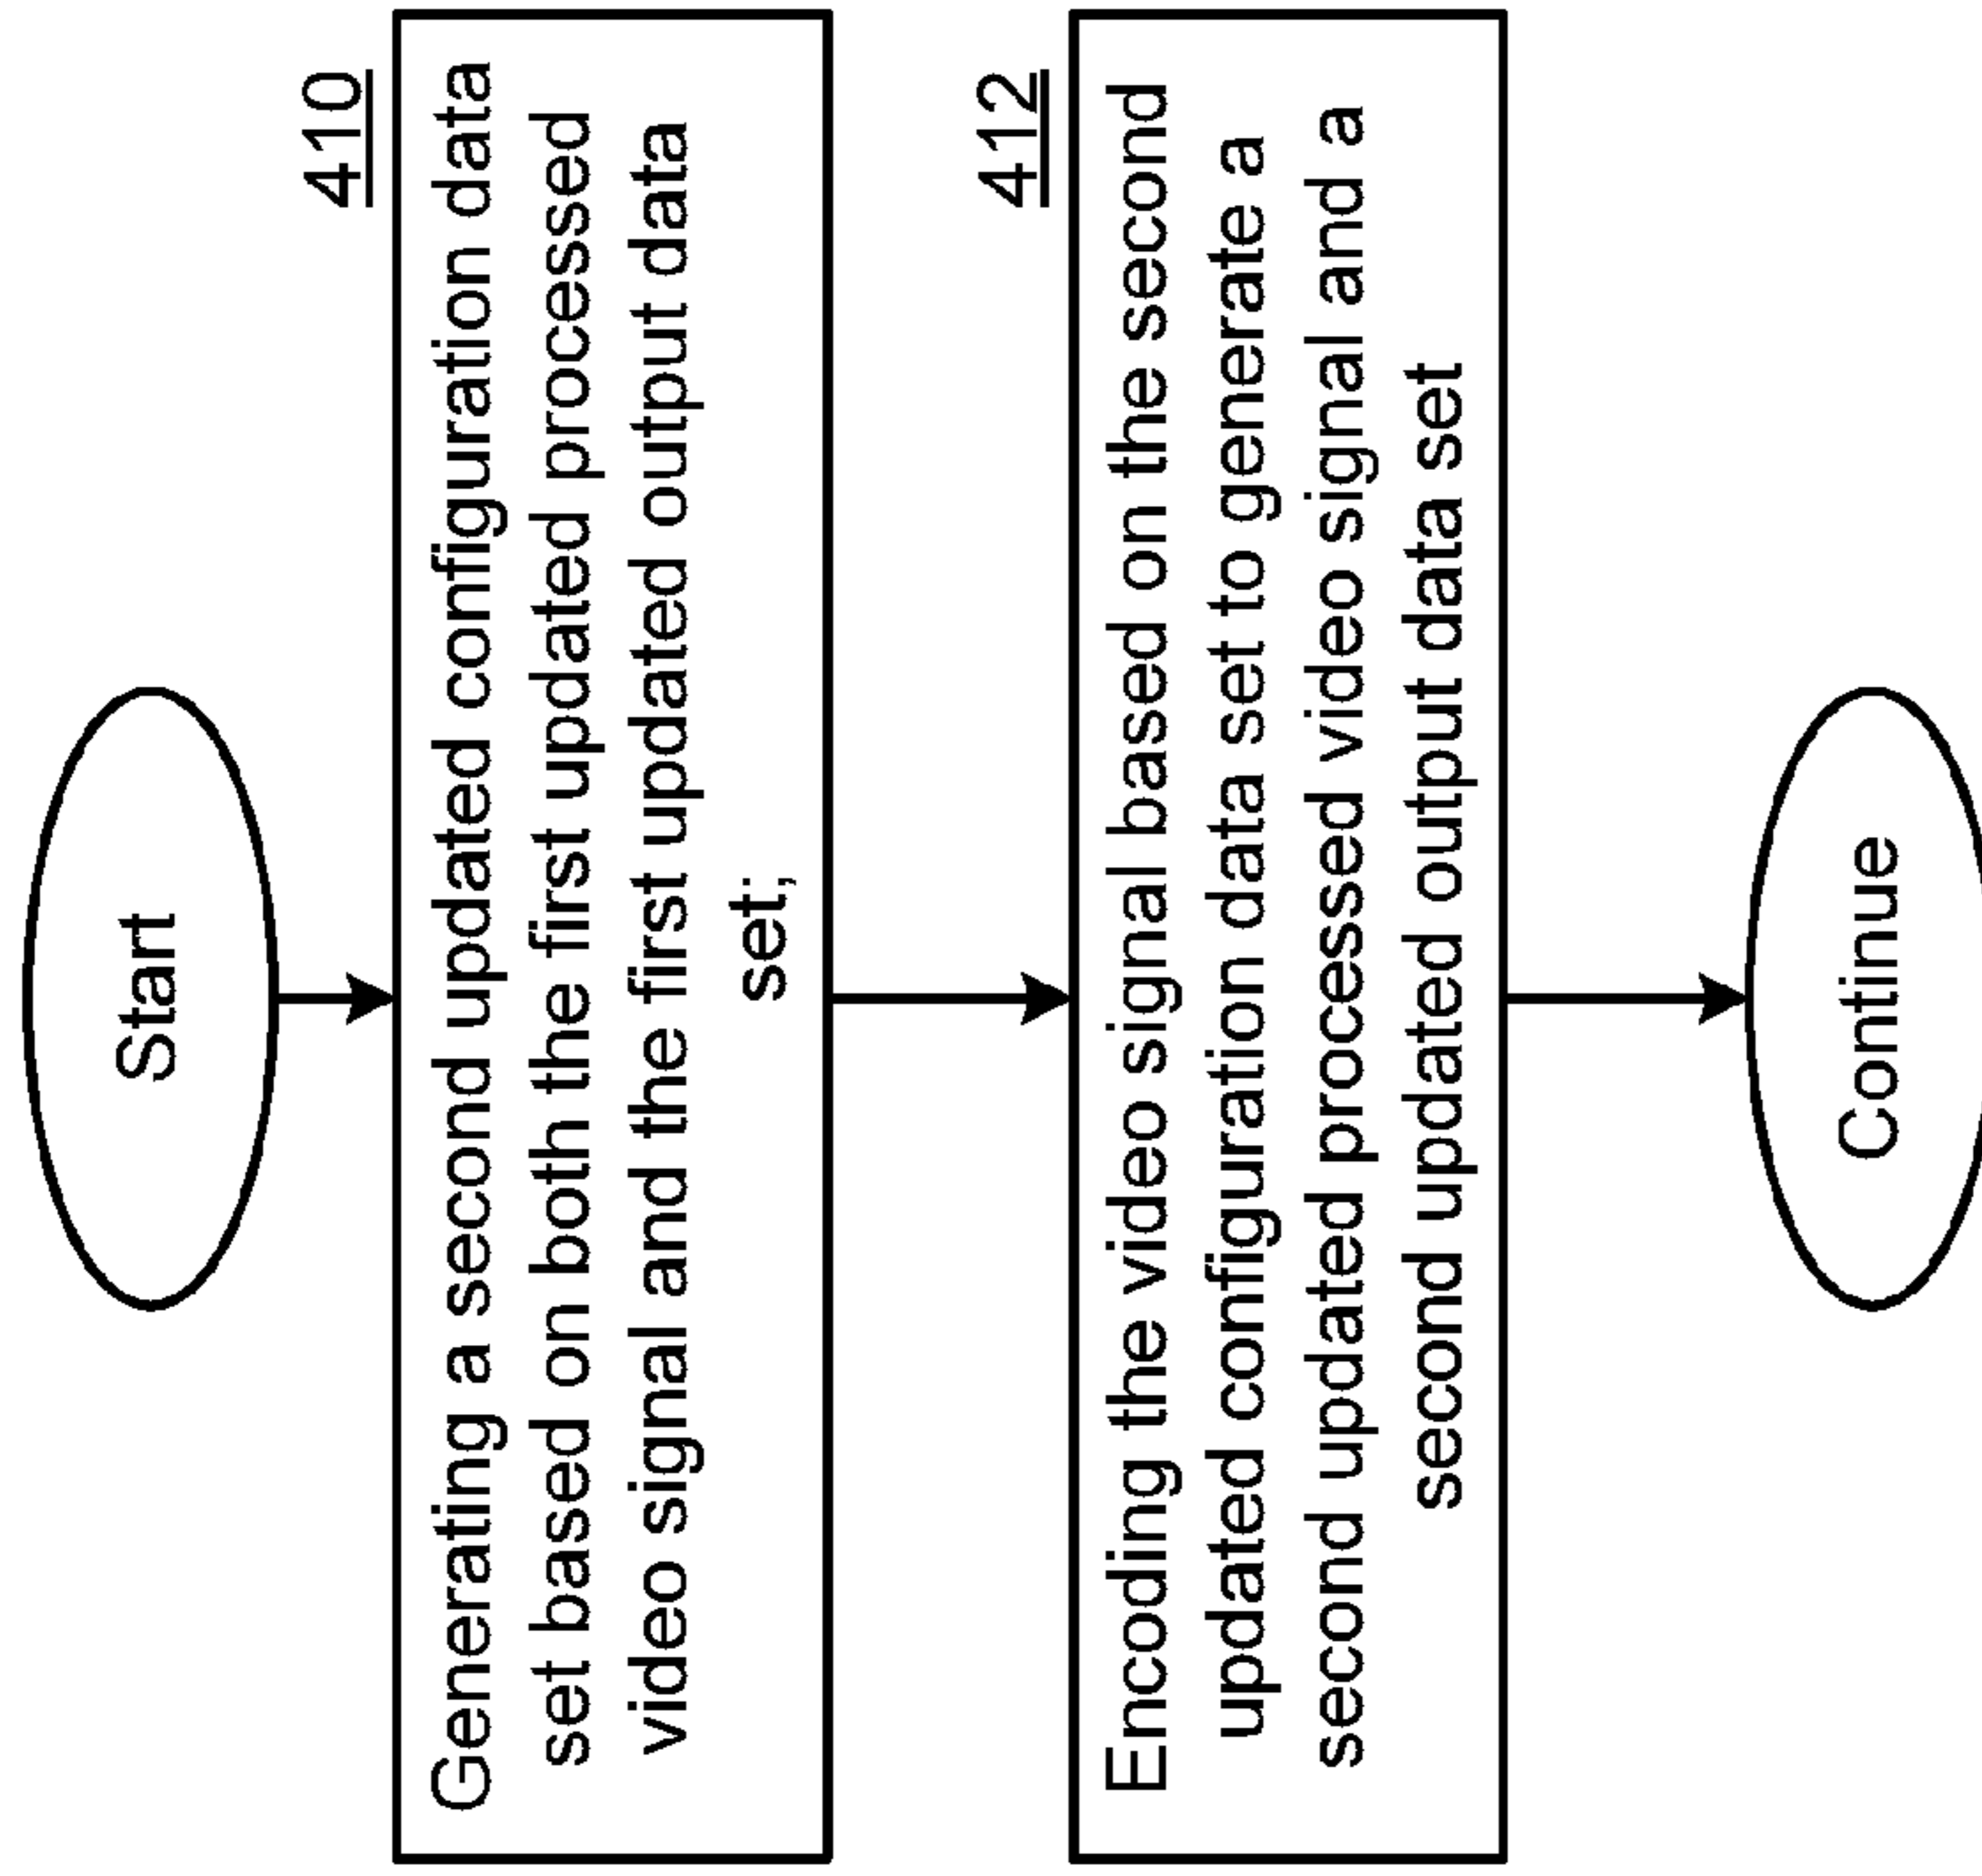 Start
410
Generating a second updated configuration data
set based on both the first updated processed
video signal and the first updated output data
set;
412
Encoding the video signal based on the second
updated configuration data set to generate a
second updated processed video signal and a
second updated output data set
Continue